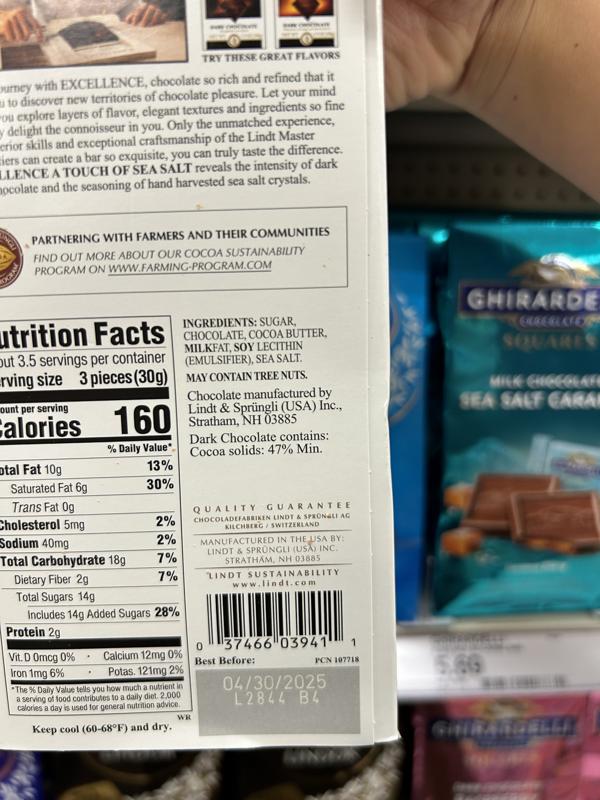 DARK CHOCOLATE DARK CHOCOLATE
TRY THESE GREAT FLAVORS
with EXCELLENCE, chocolate so rich and refined that it
to discover new territories of chocolate pleasure. Let your mind
explore layers of flavor, elegant textures and ingredients so fine
delight the connoisseur in you. Only the unmatched experience,
skills and exceptional craftsmanship of the Lindt Master
can create a bar so exquisite, you can truly taste the difference.
A TOUCH OF SEA SALT reveals the intensity of dark
and the seasoning of hand harvested sea salt crystals.
PARTNERING WITH FARMERS AND THEIR COMMUNITIES
FIND OUT MORE ABOUT OUR COCOA SUSTAINABILITY
PROGRAM ON WWW.FARMING-PROGRAM.COM
utrition Facts
out 3.5 servings per container
rving size 3 pieces (30g)
ount per serving
Calories 160
% Daily Value*
otal Fat 10g 13%
Saturated Fat 6g 30%
Trans Fat 0g
Cholesterol 5mg 2%
Sodium 40mg 2%
Total Carbohydrate 18g 7%
Dietary Fiber 2g 7%
Total Sugars 14g
Includes 14g Added Sugars 28%
Protein 2g
Vit. D 0mcg 0% • Calcium 12mg 0%
Iron 1mg 6% • Potas. 121mg 2%
*The % Daily Value tells you how much a nutrient in
a serving of food contributes to a daily diet. 2,000
calories a day is used for general nutrition advice.
WR
Keep cool (60-68°F) and dry.
INGREDIENTS: SUGAR,
CHOCOLATE, COCOA BUTTER,
MILKFAT, SOY LECITHIN
(EMULSIFIER), SEA SALT.
MAY CONTAIN TREE NUTS.
Chocolate manufactured by
Lindt & Sprüngli (USA) Inc.,
Stratham, NH 03885
Dark Chocolate contains:
Cocoa solids: 47% Min.
QUALITY GUARANTEE
CHOCOLADEFABRIKEN LINDT & SPRÜNGLI AG
KILCHBERG / SWITZERLAND
MANUFACTURED IN THE USA BY:
LINDT & SPRÜNGLI (USA) INC.
STRATHAM, NH 03885
LINDT SUSTAINABILITY
www.lindt.com
0 37466 03941 1
Best Before: PCN 107718
04/30/2025
L2844 B4
GHIRARDE
CHOCOLATE
SQUARES
MILK CHOCOLATE
SEA SALT CARA
5.69
GHIRARDELLI